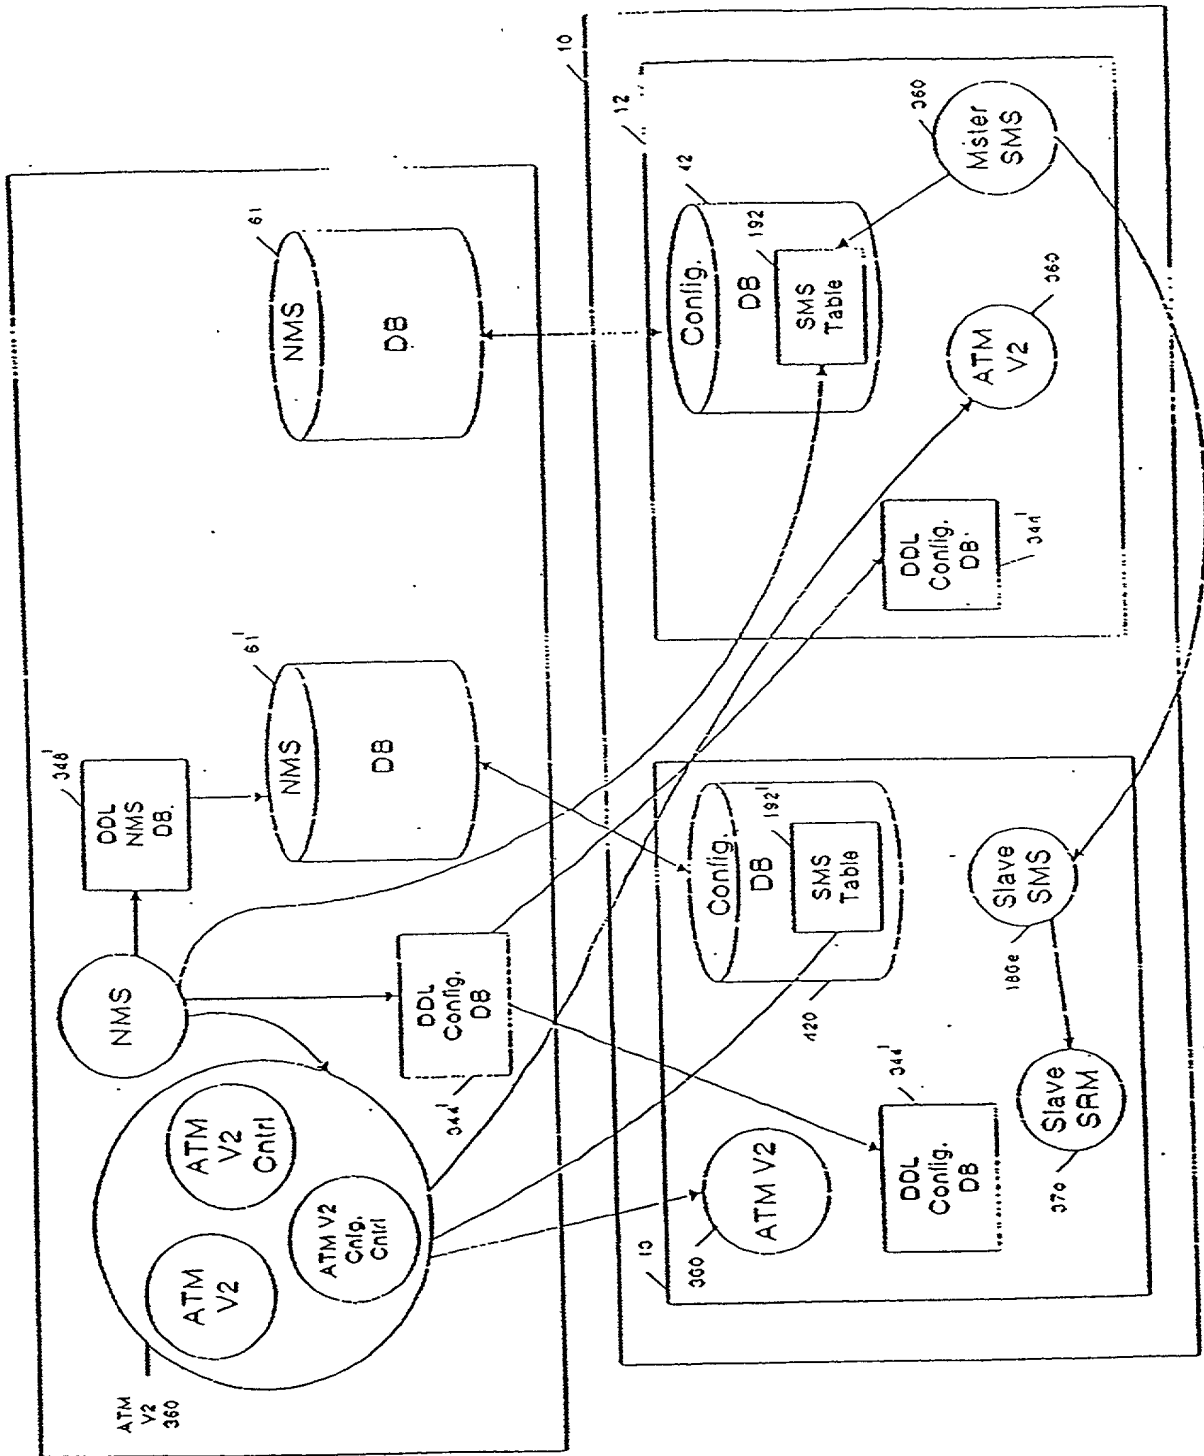 ATM
V2
360
ATM
V2
ATM
V2
Cntrl
ATM V2
Cnfg.
Cntrl
NMS
DDL
NMS
DB.
348'
DDL
Config.
DB
344'
NMS
DB
61'
NMS
DB
61
10
13
ATM V2
360
DDL
Config.
DB
344'
Slave
SRM
370
Slave
SMS
180e
Config.
DB
SMS
Table
192'
420
12
Config.
DB
42
SMS
Table
192
DDL
Config.
DB.
344'
ATM
V2
360
Mster
SMS
360